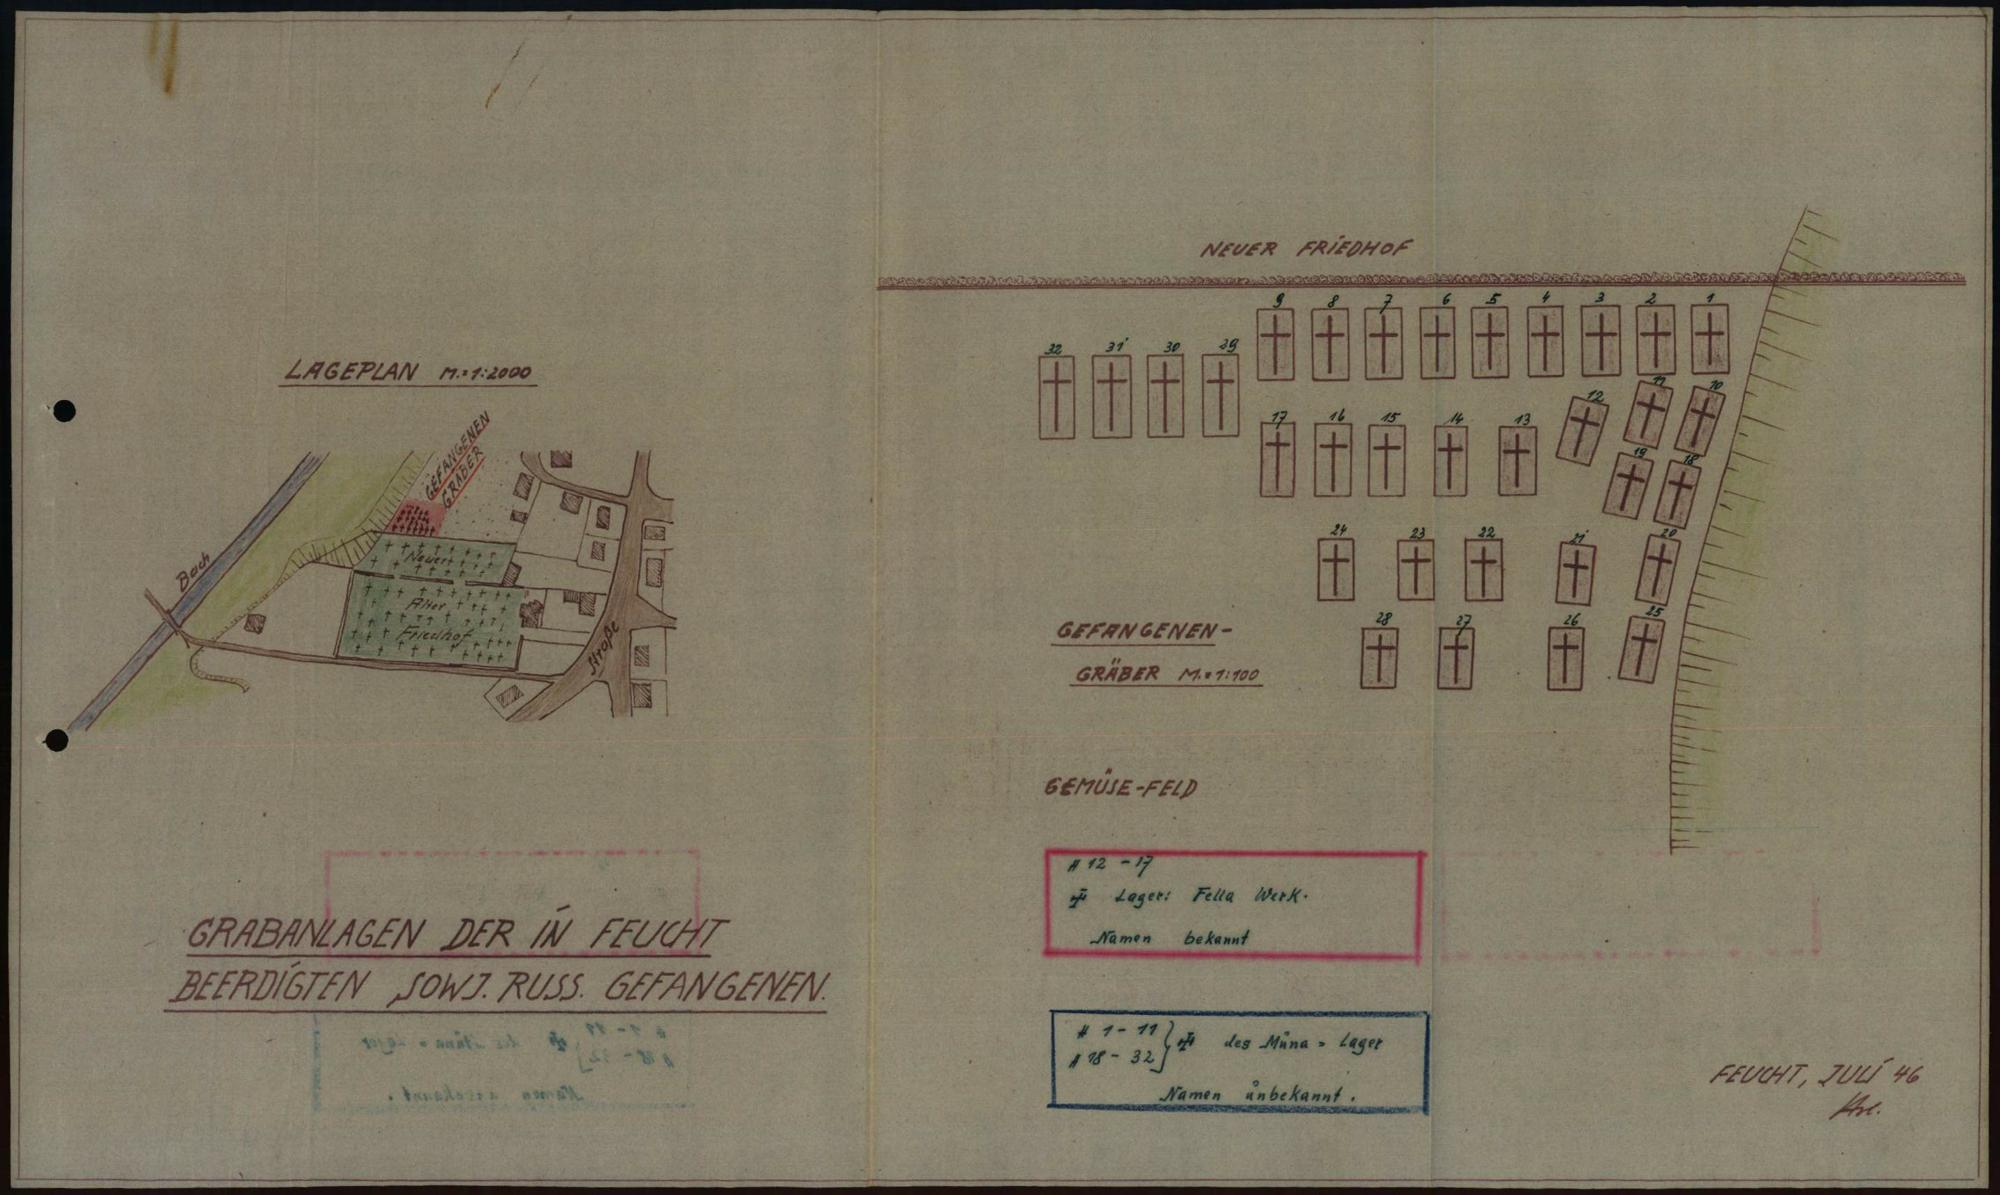 LAGEPLAN M.=1:2000
GEFANGENEN
GRÄBER
Bach
Neuer
Alter
Friedhof
Straße
GRABANLAGEN DER IN FEUCHT
BEERDIGTEN SOWJ. RUSS. GEFANGENEN.
NEUER FRIEDHOF
9 8 7 6 5 4 3 2 1
32 31 30 29
12 11 10
17 16 15 14 13
19 18
24 23 22 21 20
28 27 26 25
GEFANGENEN-
GRÄBER M.=1:100
GEMÜSE-FELD
# 12 - 17
Lager: Fella Werk.
Namen bekannt
# 1 - 11
# 18 - 32 } des Muna = Lager
Namen unbekannt.
FEUCHT, JULI 46